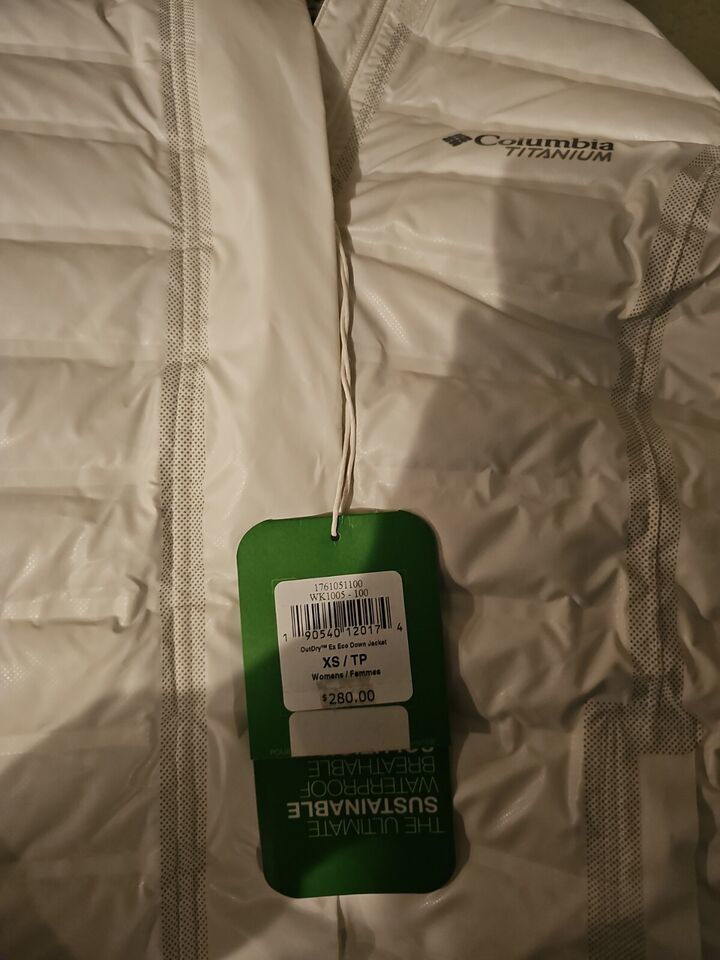 Columbia
TITANIUM
1761051100
WK1005 - 100
1 90540 12017 4
OutDry™ Ex Eco Down Jacket
XS / TP
Womens / Femmes
$280.00
THE ULTIMATE
SUSTAINABLE
WATERPROOF
BREATHABLE